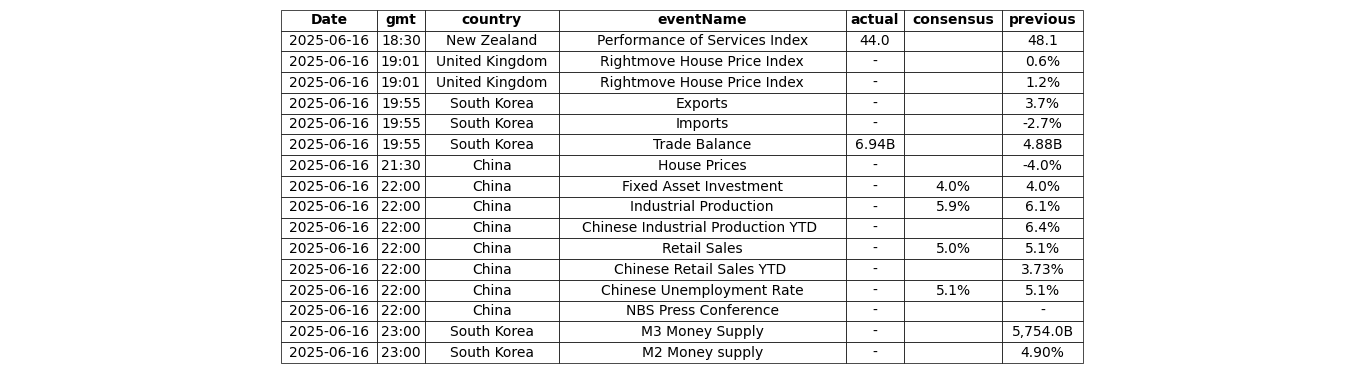 Date gmt country eventName actual consensus previous
2025-06-16 18:30 New Zealand Performance of Services Index 44.0 48.1
2025-06-16 19:01 United Kingdom Rightmove House Price Index - 0.6%
2025-06-16 19:01 United Kingdom Rightmove House Price Index - 1.2%
2025-06-16 19:55 South Korea Exports - 3.7%
2025-06-16 19:55 South Korea Imports - -2.7%
2025-06-16 19:55 South Korea Trade Balance 6.94B 4.88B
2025-06-16 21:30 China House Prices - -4.0%
2025-06-16 22:00 China Fixed Asset Investment - 4.0% 4.0%
2025-06-16 22:00 China Industrial Production - 5.9% 6.1%
2025-06-16 22:00 China Chinese Industrial Production YTD - 6.4%
2025-06-16 22:00 China Retail Sales - 5.0% 5.1%
2025-06-16 22:00 China Chinese Retail Sales YTD - 3.73%
2025-06-16 22:00 China Chinese Unemployment Rate - 5.1% 5.1%
2025-06-16 22:00 China NBS Press Conference - -
2025-06-16 23:00 South Korea M3 Money Supply - 5,754.0B
2025-06-16 23:00 South Korea M2 Money supply - 4.90%